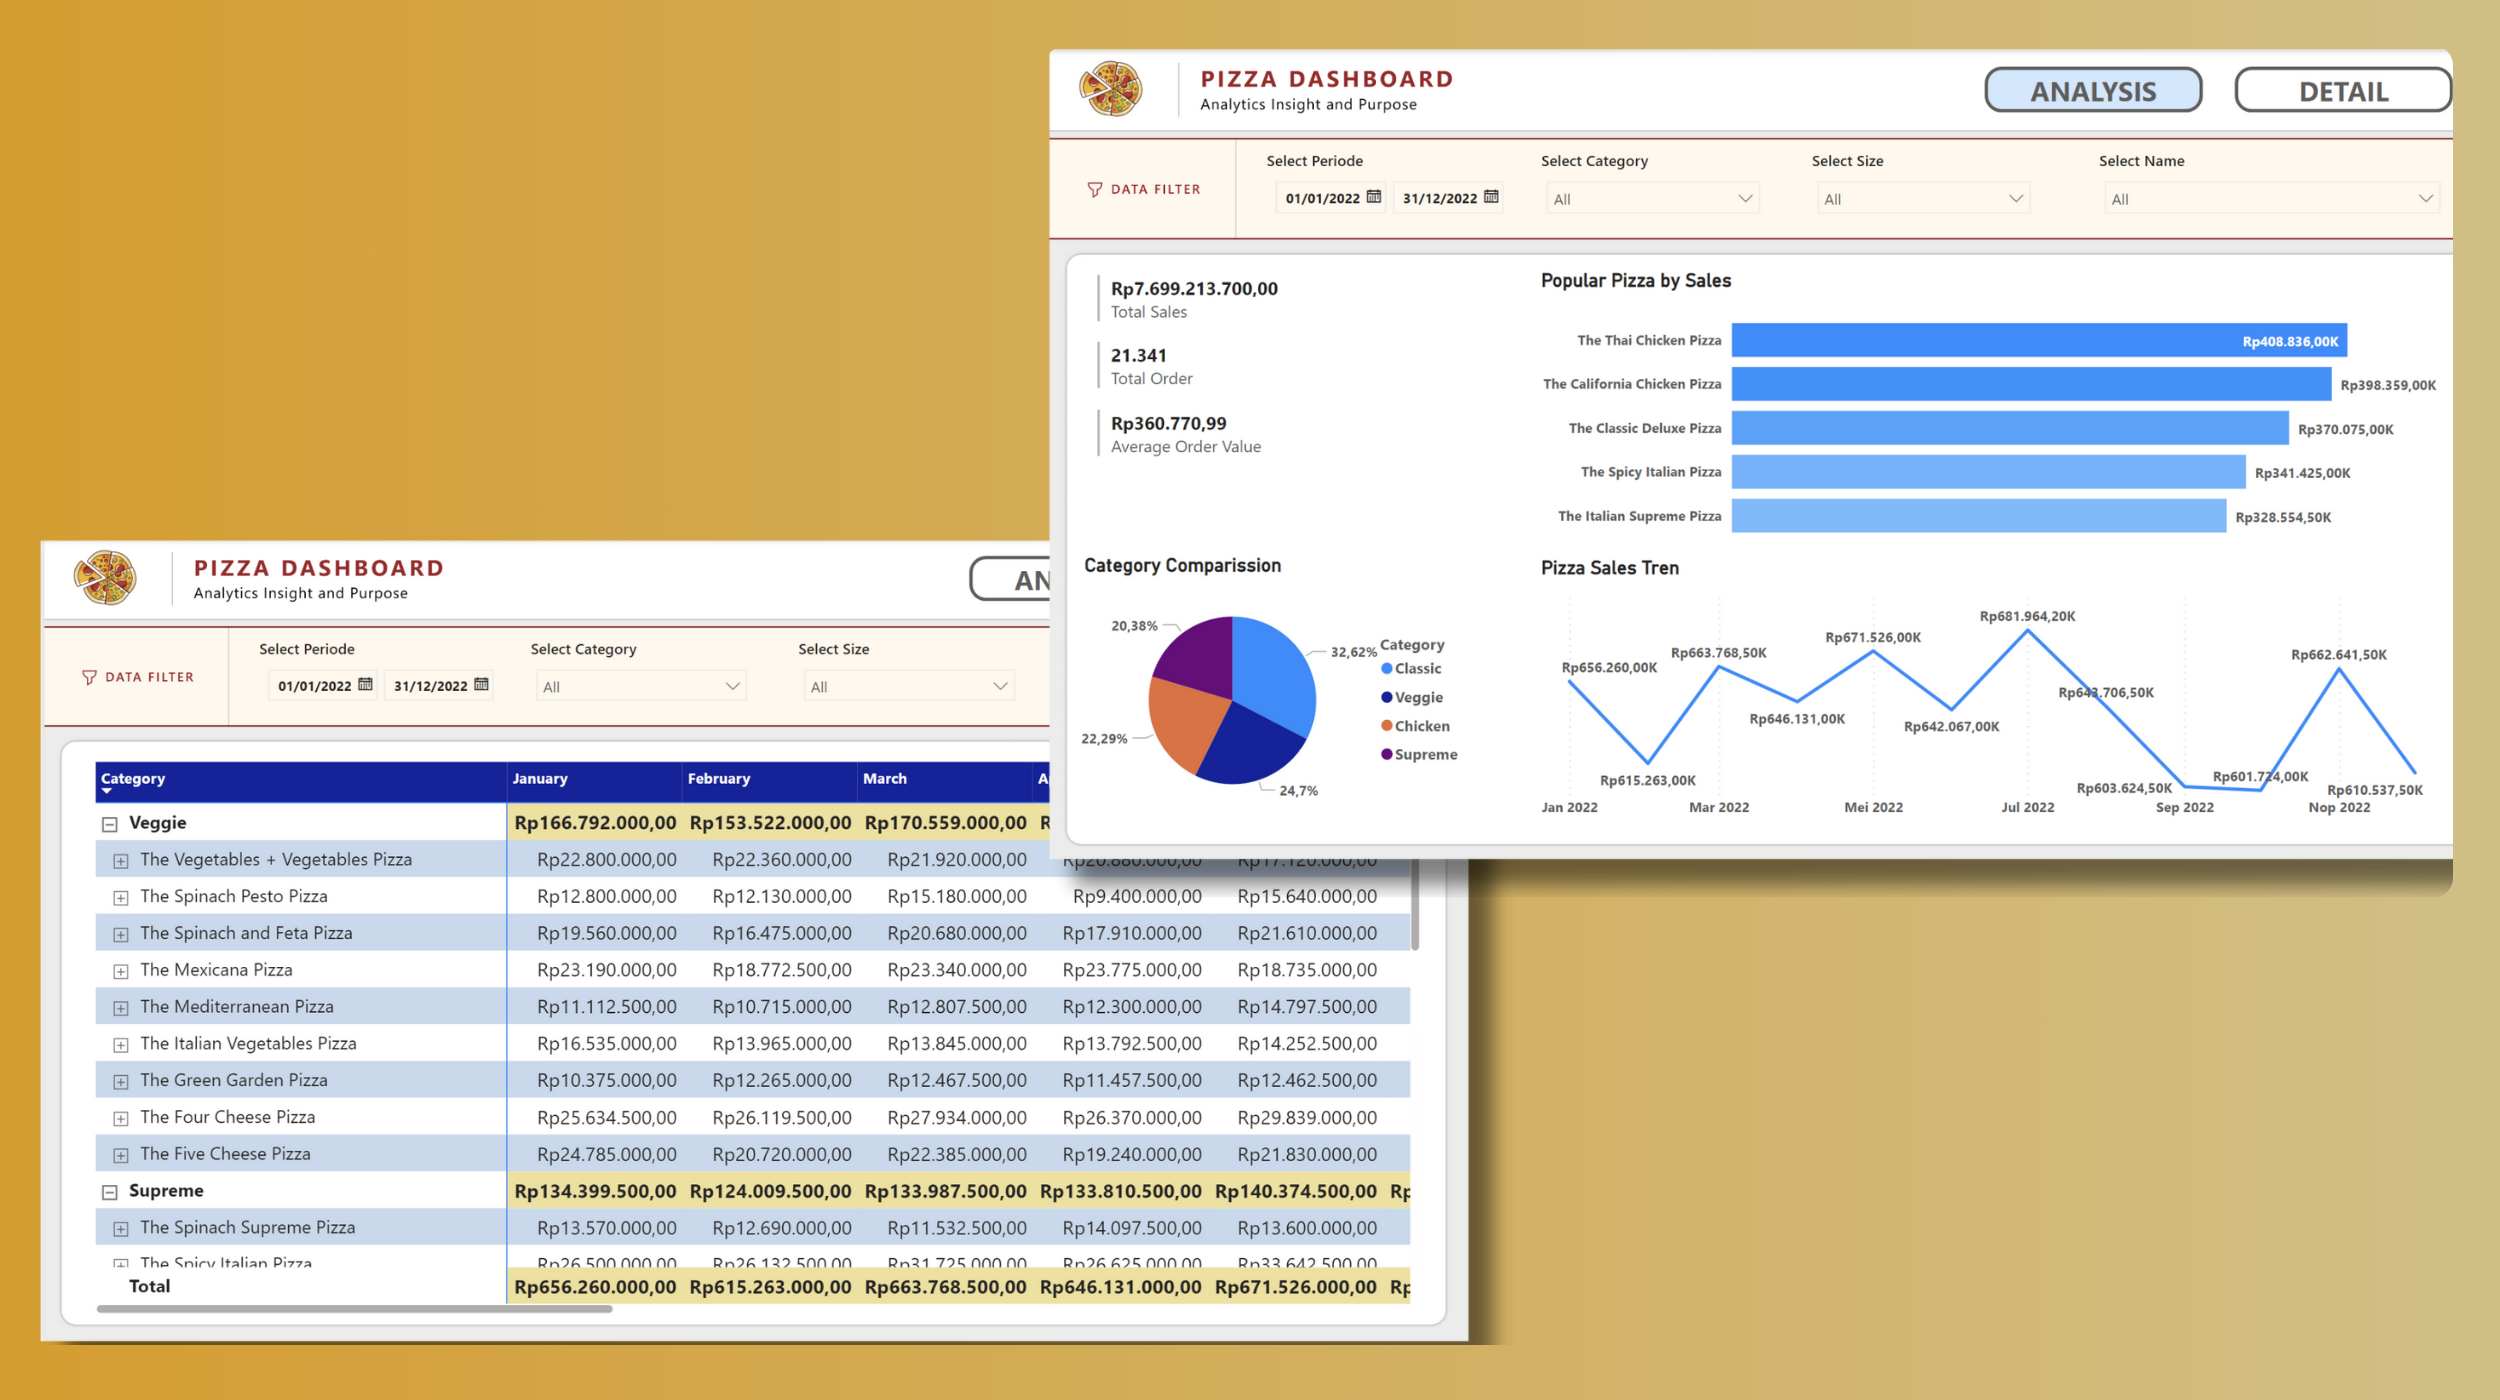 PIZZA DASHBOARD
Analytics Insight and Purpose
ANALYSIS
DETAIL
DATA FILTER
Select Periode
Select Category
Select Size
Select Name
01/01/2022 31/12/2022
All
All
All
Rp7.699.213.700,00
Total Sales
21.341
Total Order
Rp360.770,99
Average Order Value
Popular Pizza by Sales
The Thai Chicken Pizza Rp408.836,00K
The California Chicken Pizza Rp398.359,00K
The Classic Deluxe Pizza Rp370.075,00K
The Spicy Italian Pizza Rp341.425,00K
The Italian Supreme Pizza Rp328.554,50K
Category Comparission
20,38%
32,62%
22,29%
24,7%
Category
Classic
Veggie
Chicken
Supreme
Pizza Sales Tren
Rp656.260,00K
Rp615.263,00K
Rp663.768,50K
Rp646.131,00K
Rp671.526,00K
Rp642.067,00K
Rp681.964,20K
Rp643.706,50K
Rp603.624,50K
Rp601.724,00K
Rp662.641,50K
Rp610.537,50K
Jan 2022 Mar 2022 Mei 2022 Jul 2022 Sep 2022 Nop 2022
PIZZA DASHBOARD
Analytics Insight and Purpose
AN
DATA FILTER
Select Periode
Select Category
Select Size
01/01/2022 31/12/2022
All
All
Category January February March A
Veggie Rp166.792.000,00 Rp153.522.000,00 Rp170.559.000,00 R
The Vegetables + Vegetables Pizza Rp22.800.000,00 Rp22.360.000,00 Rp21.920.000,00 Rp20.880.000,00 Rp17.120.000,00
The Spinach Pesto Pizza Rp12.800.000,00 Rp12.130.000,00 Rp15.180.000,00 Rp9.400.000,00 Rp15.640.000,00
The Spinach and Feta Pizza Rp19.560.000,00 Rp16.475.000,00 Rp20.680.000,00 Rp17.910.000,00 Rp21.610.000,00
The Mexicana Pizza Rp23.190.000,00 Rp18.772.500,00 Rp23.340.000,00 Rp23.775.000,00 Rp18.735.000,00
The Mediterranean Pizza Rp11.112.500,00 Rp10.715.000,00 Rp12.807.500,00 Rp12.300.000,00 Rp14.797.500,00
The Italian Vegetables Pizza Rp16.535.000,00 Rp13.965.000,00 Rp13.845.000,00 Rp13.792.500,00 Rp14.252.500,00
The Green Garden Pizza Rp10.375.000,00 Rp12.265.000,00 Rp12.467.500,00 Rp11.457.500,00 Rp12.462.500,00
The Four Cheese Pizza Rp25.634.500,00 Rp26.119.500,00 Rp27.934.000,00 Rp26.370.000,00 Rp29.839.000,00
The Five Cheese Pizza Rp24.785.000,00 Rp20.720.000,00 Rp22.385.000,00 Rp19.240.000,00 Rp21.830.000,00
Supreme Rp134.399.500,00 Rp124.009.500,00 Rp133.987.500,00 Rp133.810.500,00 Rp140.374.500,00 Rp
The Spinach Supreme Pizza Rp13.570.000,00 Rp12.690.000,00 Rp11.532.500,00 Rp14.097.500,00 Rp13.600.000,00
The Spicy Italian Pizza Rp26.500.000,00 Rp26.132.500,00 Rp31.725.000,00 Rp26.625.000,00 Rp33.642.500,00
Total Rp656.260.000,00 Rp615.263.000,00 Rp663.768.500,00 Rp646.131.000,00 Rp671.526.000,00 Rp